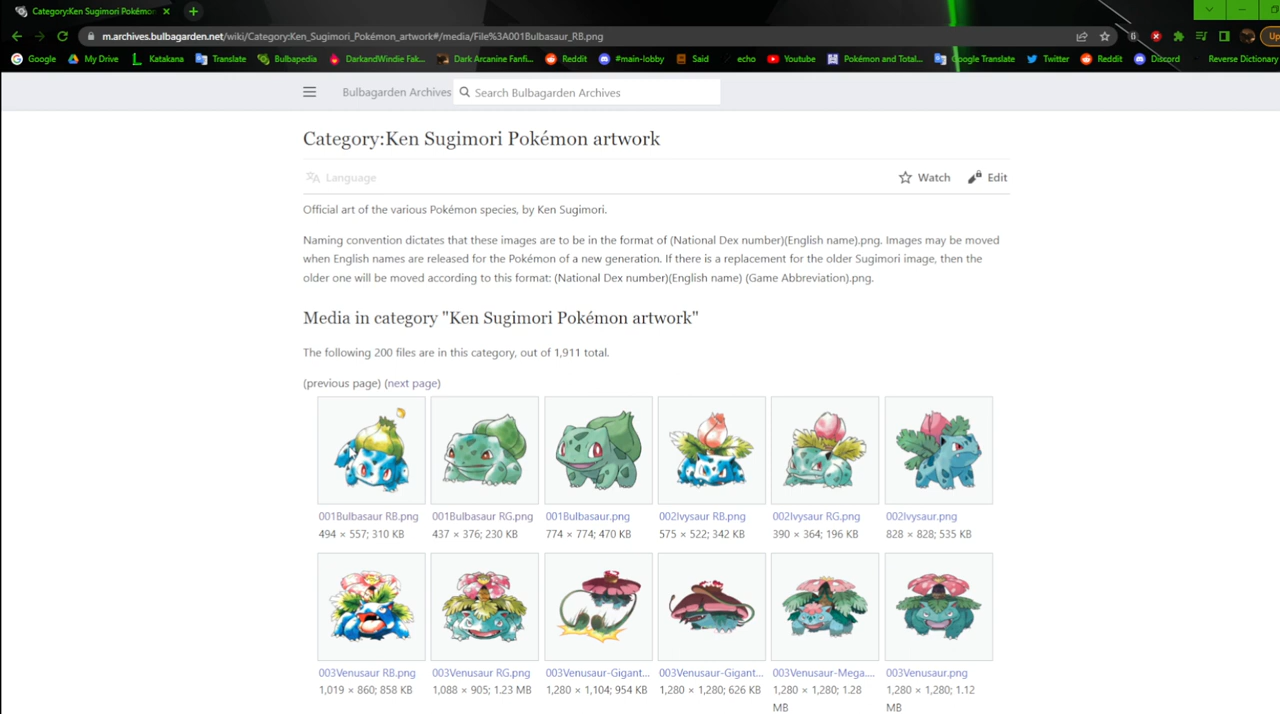 Category:Ken Sugimori Pokémo
m.archives.bulbagarden.net/wiki/Category:Ken_Sugimori_Pokémon_artwork#/media/File%3A001Bulbasaur_RB.png
Up
Google My Drive Katakana Translate Bulbapedia DarkandWindie Fak... Dark Arcanine Fanfi... Reddit #main-lobby Said echo Youtube Pokémon and Total... Google Translate Twitter Reddit Discord Reverse Dictionary
Bulbagarden Archives Search Bulbagarden Archives
Category:Ken Sugimori Pokémon artwork
Language Watch Edit
Official art of the various Pokémon species, by Ken Sugimori.
Naming convention dictates that these images are to be in the format of (National Dex number)(English name).png. Images may be moved
when English names are released for the Pokémon of a new generation. If there is a replacement for the older Sugimori image, then the
older one will be moved according to this format: (National Dex number)(English name) (Game Abbreviation).png.
Media in category "Ken Sugimori Pokémon artwork"
The following 200 files are in this category, out of 1,911 total.
(previous page) (next page)
001Bulbasaur RB.png 001Bulbasaur RG.png 001Bulbasaur.png 002Ivysaur RB.png 002Ivysaur RG.png 002Ivysaur.png
494 × 557; 310 KB 437 × 376; 230 KB 774 × 774; 470 KB 575 × 522; 342 KB 390 × 364; 196 KB 828 × 828; 535 KB
003Venusaur RB.png 003Venusaur RG.png 003Venusaur-Gigant... 003Venusaur-Gigant... 003Venusaur-Mega.... 003Venusaur.png
1,019 × 860; 858 KB 1,088 × 905; 1.23 MB 1,280 × 1,104; 954 KB 1,280 × 1,280; 626 KB 1,280 × 1,280; 1.28 1,280 × 1,280; 1.12
MB MB